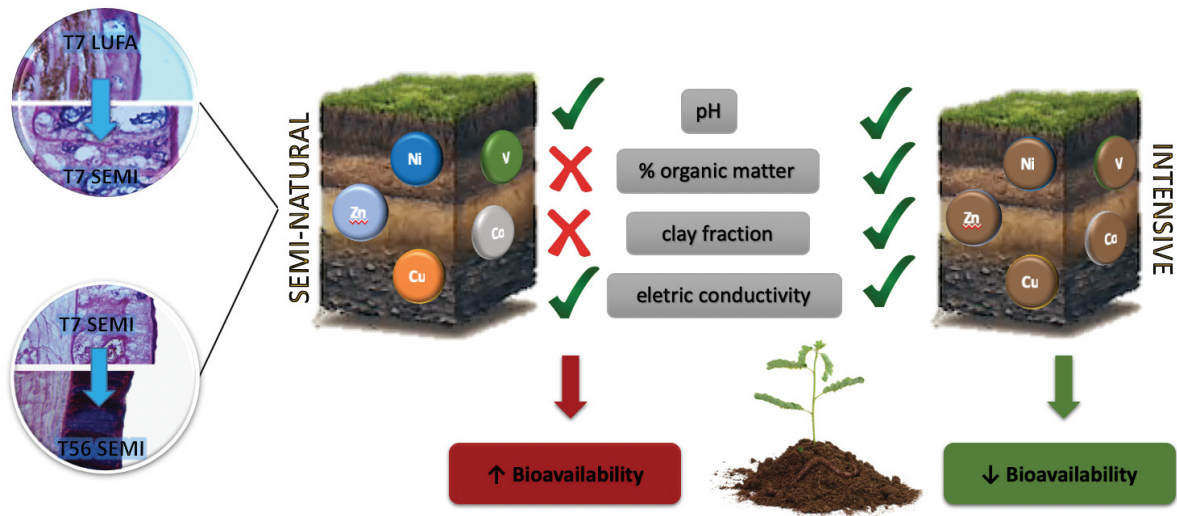 T7 LUFA
T7 SEMI
T7 SEMI
T56 SEMI
SEMI-NATURAL
Ni
V
Zn
Co
Cu
pH
% organic matter
clay fraction
eletric conductivity
Ni
V
Zn
Co
Cu
INTENSIVE
↑ Bioavailability
↓ Bioavailability